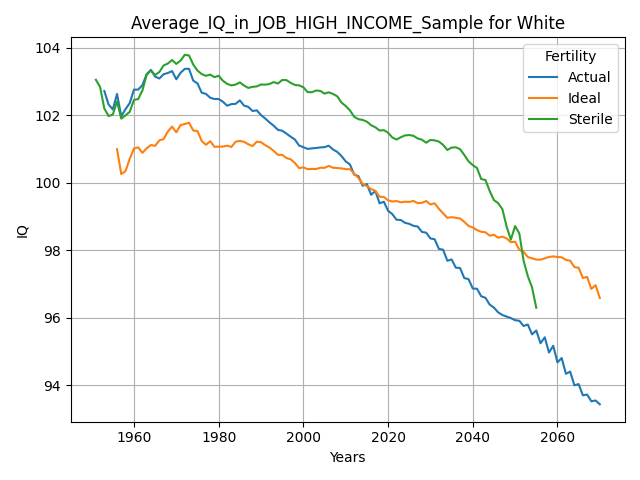 Average_IQ_in_JOB_HIGH_INCOME_Sample for White
Fertility
Actual
Ideal
Sterile
104
102
100
98
96
94
IQ
1960
1980
2000
2020
2040
2060
Years